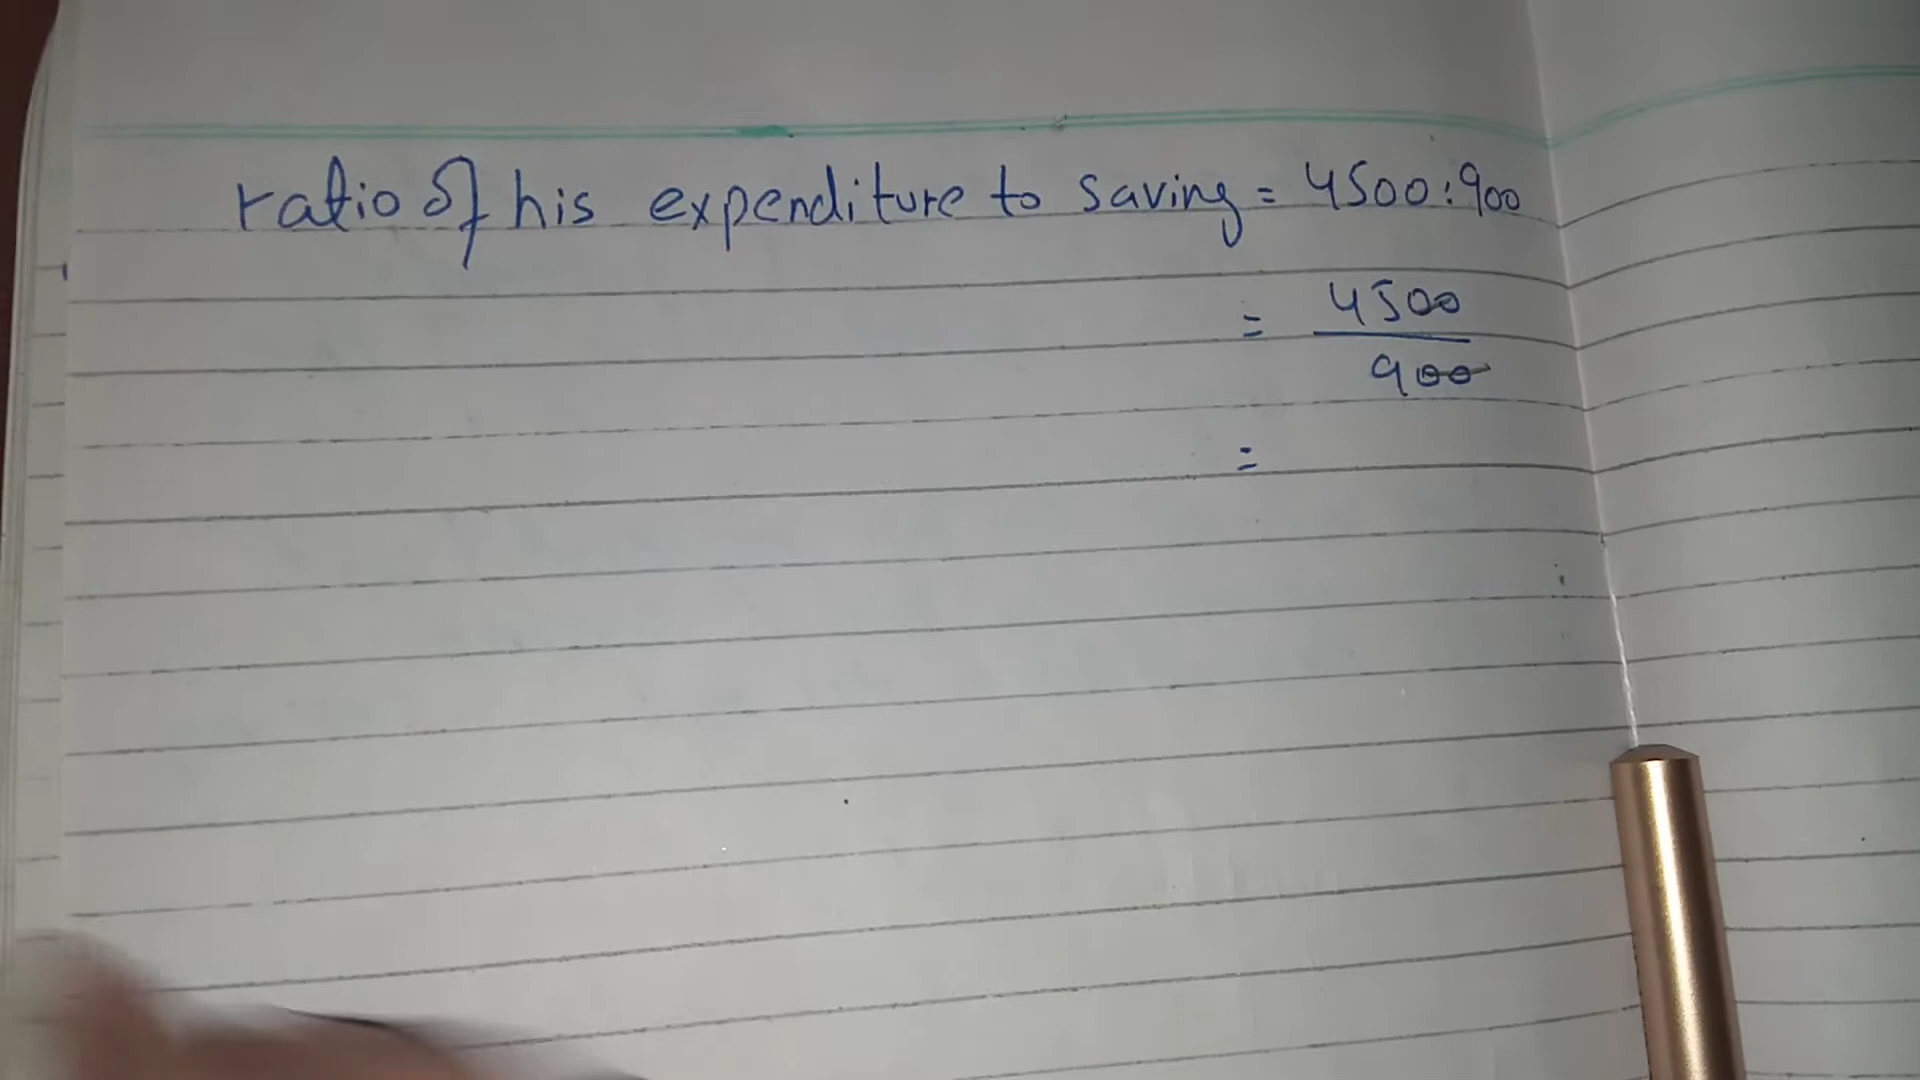 ratio of his expenditure to saving = 4500:900
= 4500
900
=